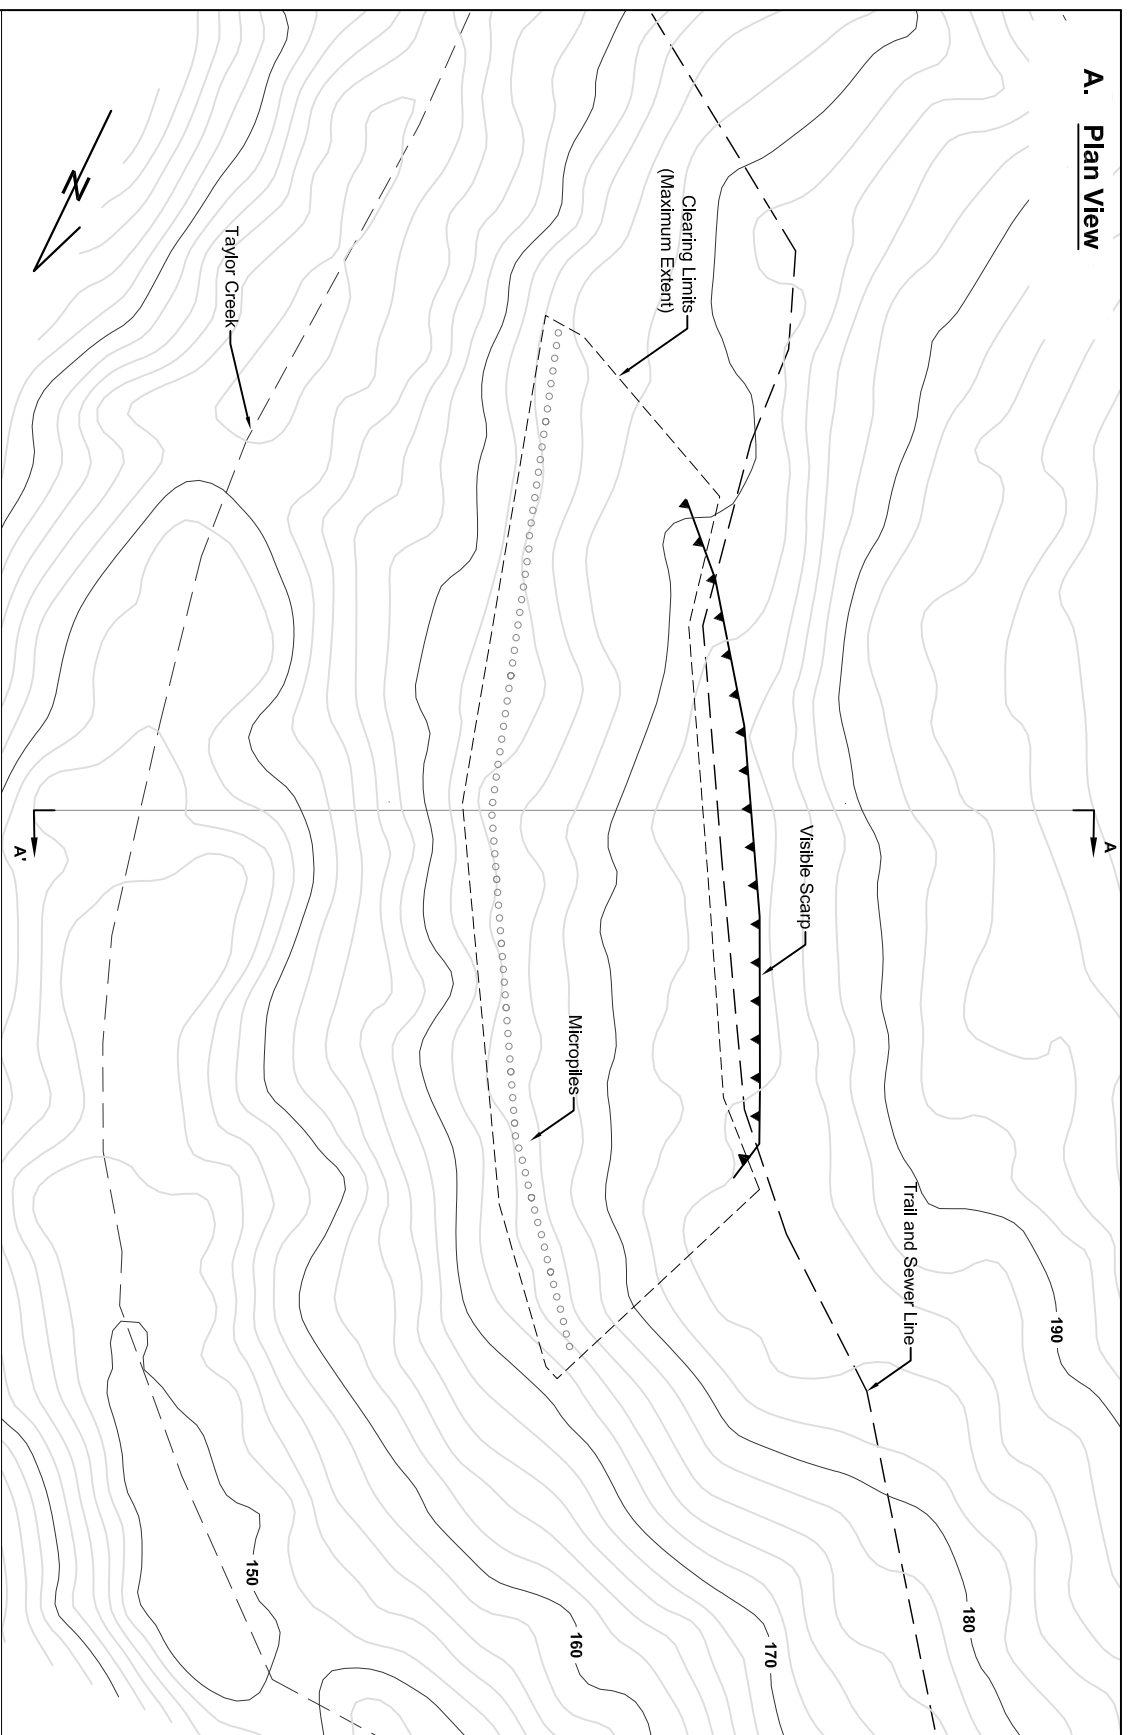 A. Plan View
A
190
Trail and Sewer Line
180
Visible Scarp
170
Clearing Limits
(Maximum Extent)
Micropiles
160
150
Taylor Creek
N
A'